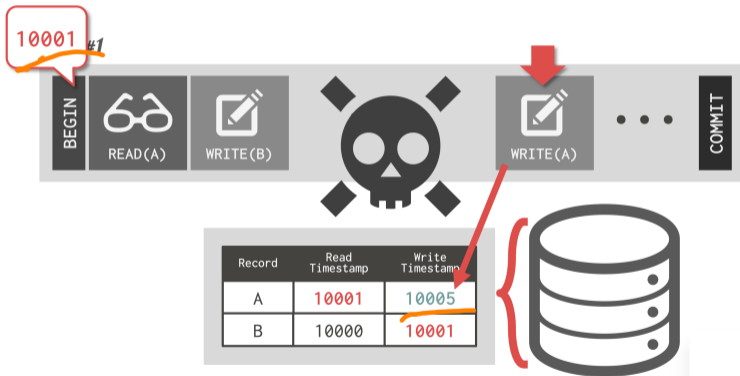 10001
#1
BEGIN
READ(A)
WRITE(B)
WRITE(A)
COMMIT
Record Read Timestamp Write Timestamp
A 10001 10005
B 10000 10001